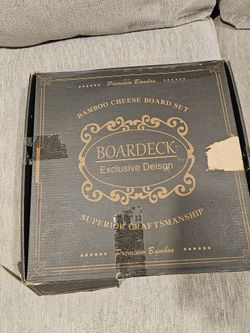 ****** Premium Bamboo ******
BAMBOO CHEESE BOARD SET
BOARDECK
Exclusive Deisgn
SUPERIOR CRAFTSMANSHIP
****** Premium Bamboo ******